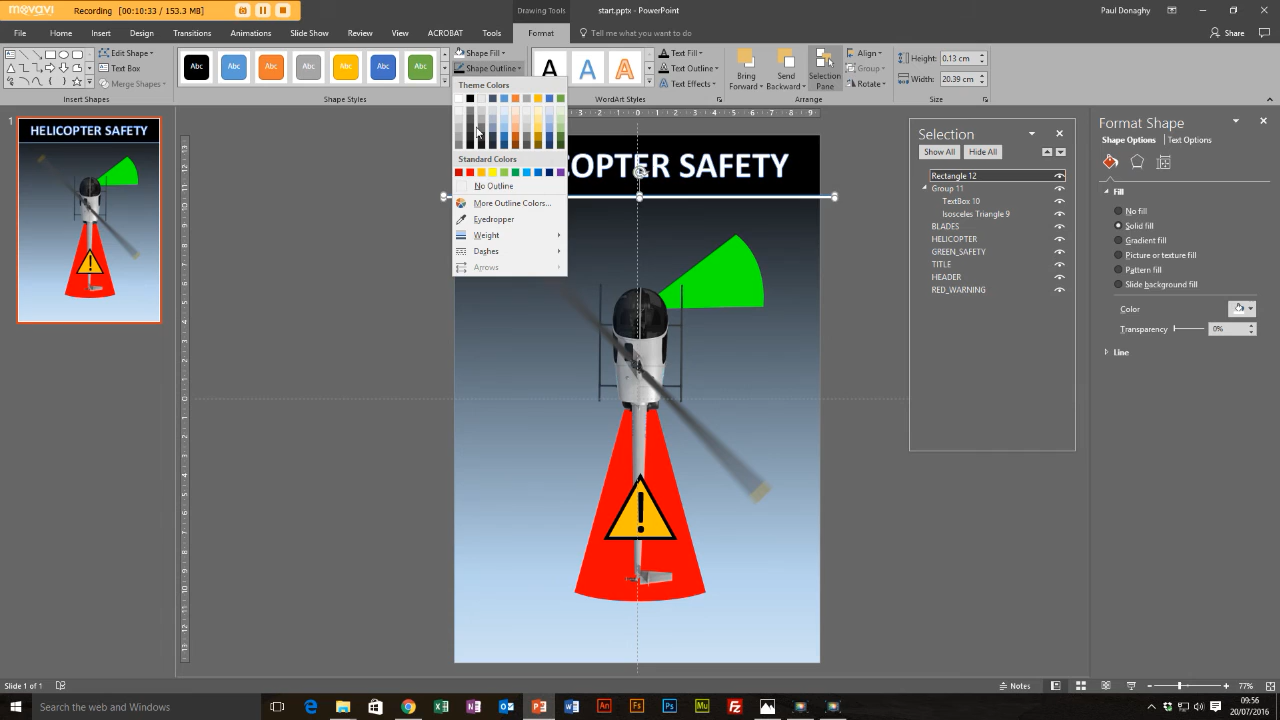 movavi Recording [ 00:10:33 / 153.3 MB ]
Drawing Tools
start.pptx - PowerPoint
Paul Donaghy
File Home Insert Design Transitions Animations Slide Show Review View ACROBAT Tools Format Tell me what you want to do... Share
Edit Shape
Text Box
Merge Shapes
Insert Shapes
Abc Abc Abc Abc Abc Abc Abc
Shape Styles
Shape Fill
Shape Outline
A A A
Text Fill
Text Outline
Text Effects
WordArt Styles
Bring Forward
Send Backward
Selection Pane
Align
Group
Rotate
Arrange
Height: 0.13 cm
Width: 20.39 cm
Size
Theme Colors
Standard Colors
No Outline
More Outline Colors...
Eyedropper
Weight
Dashes
Arrows
1
HELICOPTER SAFETY
COPTER SAFETY
Selection
Show All Hide All
Rectangle 12
Group 11
TextBox 10
Isosceles Triangle 9
BLADES
HELICOPTER
GREEN_SAFETY
TITLE
HEADER
RED_WARNING
Format Shape
Shape Options Text Options
Fill
No fill
Solid fill
Gradient fill
Picture or texture fill
Pattern fill
Slide background fill
Color
Transparency 0%
Line
Slide 1 of 1
Notes
77%
Search the web and Windows
An Fs Ps Mu Fz
09:56
20/07/2016